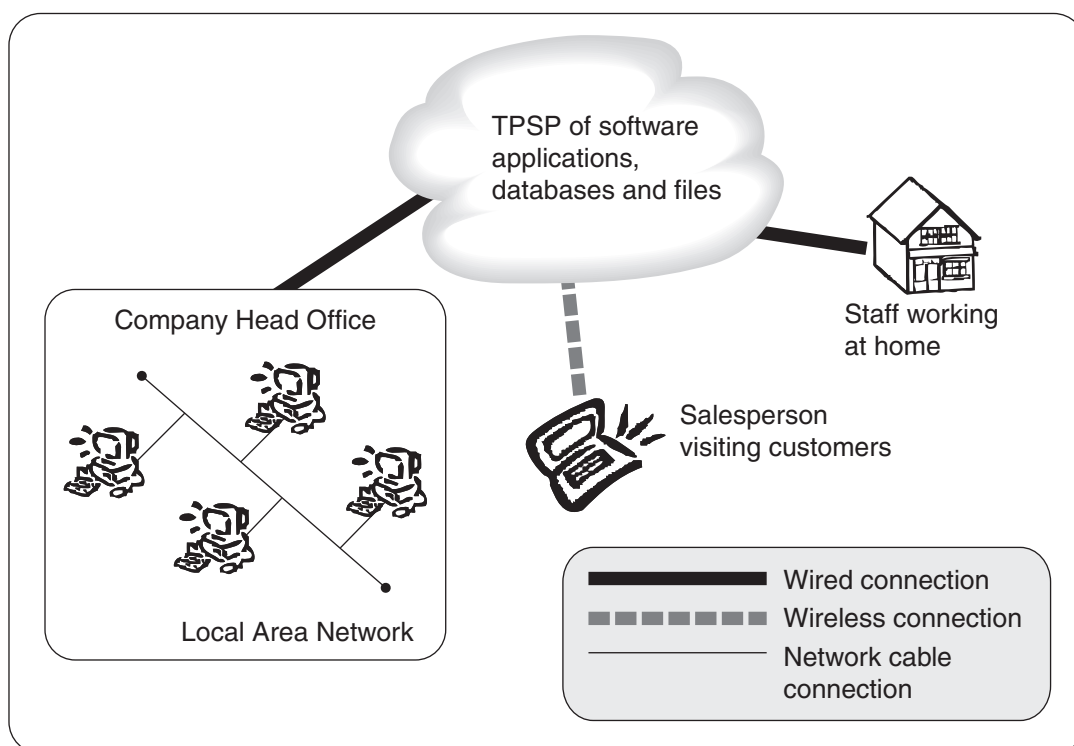 TPSP of software
applications,
databases and files
Company Head Office
Staff working
at home
Salesperson
visiting customers
Local Area Network
Wired connection
Wireless connection
Network cable
connection